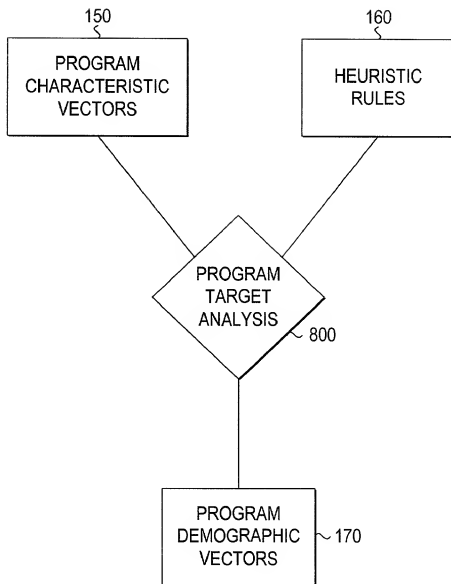 150
160
PROGRAM
CHARACTERISTIC
VECTORS
HEURISTIC
RULES
PROGRAM
TARGET
ANALYSIS
800
PROGRAM
DEMOGRAPHIC
VECTORS
170